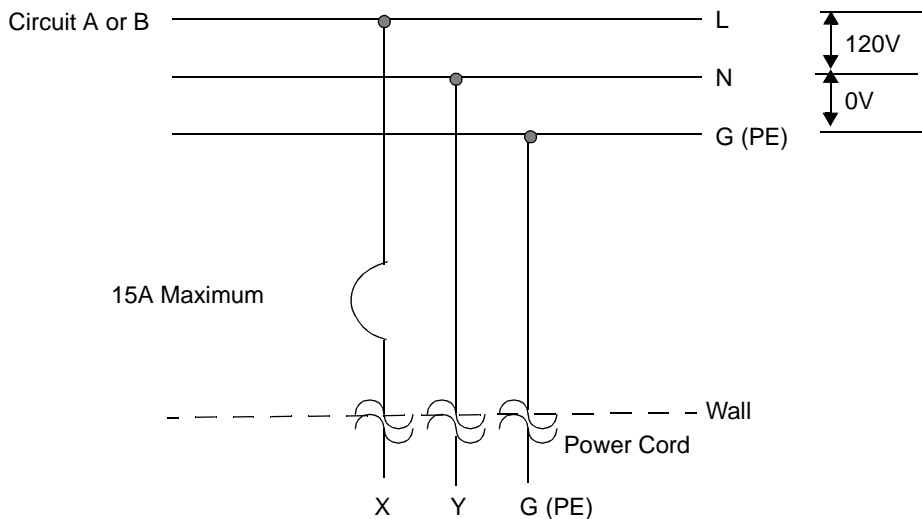 Circuit A or B
L
120V
N
0V
G (PE)
15A Maximum
Wall
Power Cord
X Y G (PE)